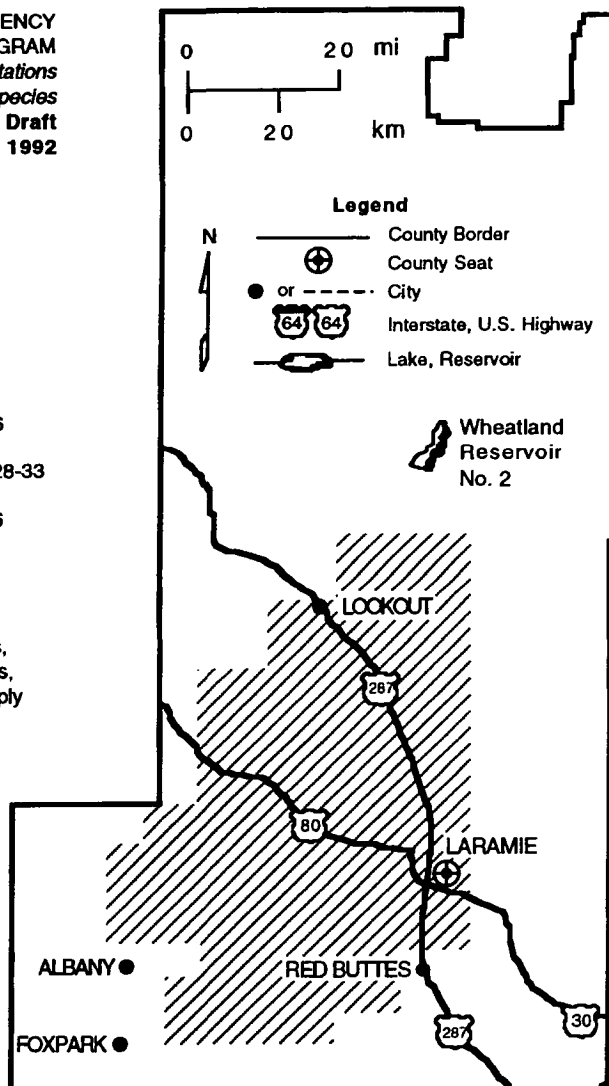 ENCY
GRAM
tations
pecies
Draft
1992
0 20 mi
0 20 km
Legend
N
County Border
County Seat
or City
64 64 Interstate, U.S. Highway
Lake, Reservoir
Wheatland
Reservoir
No. 2
6
28-33
6
s,
s,
ply
LOOKOUT
287
80
LARAMIE
ALBANY
RED BUTTES
FOXPARK
287
30